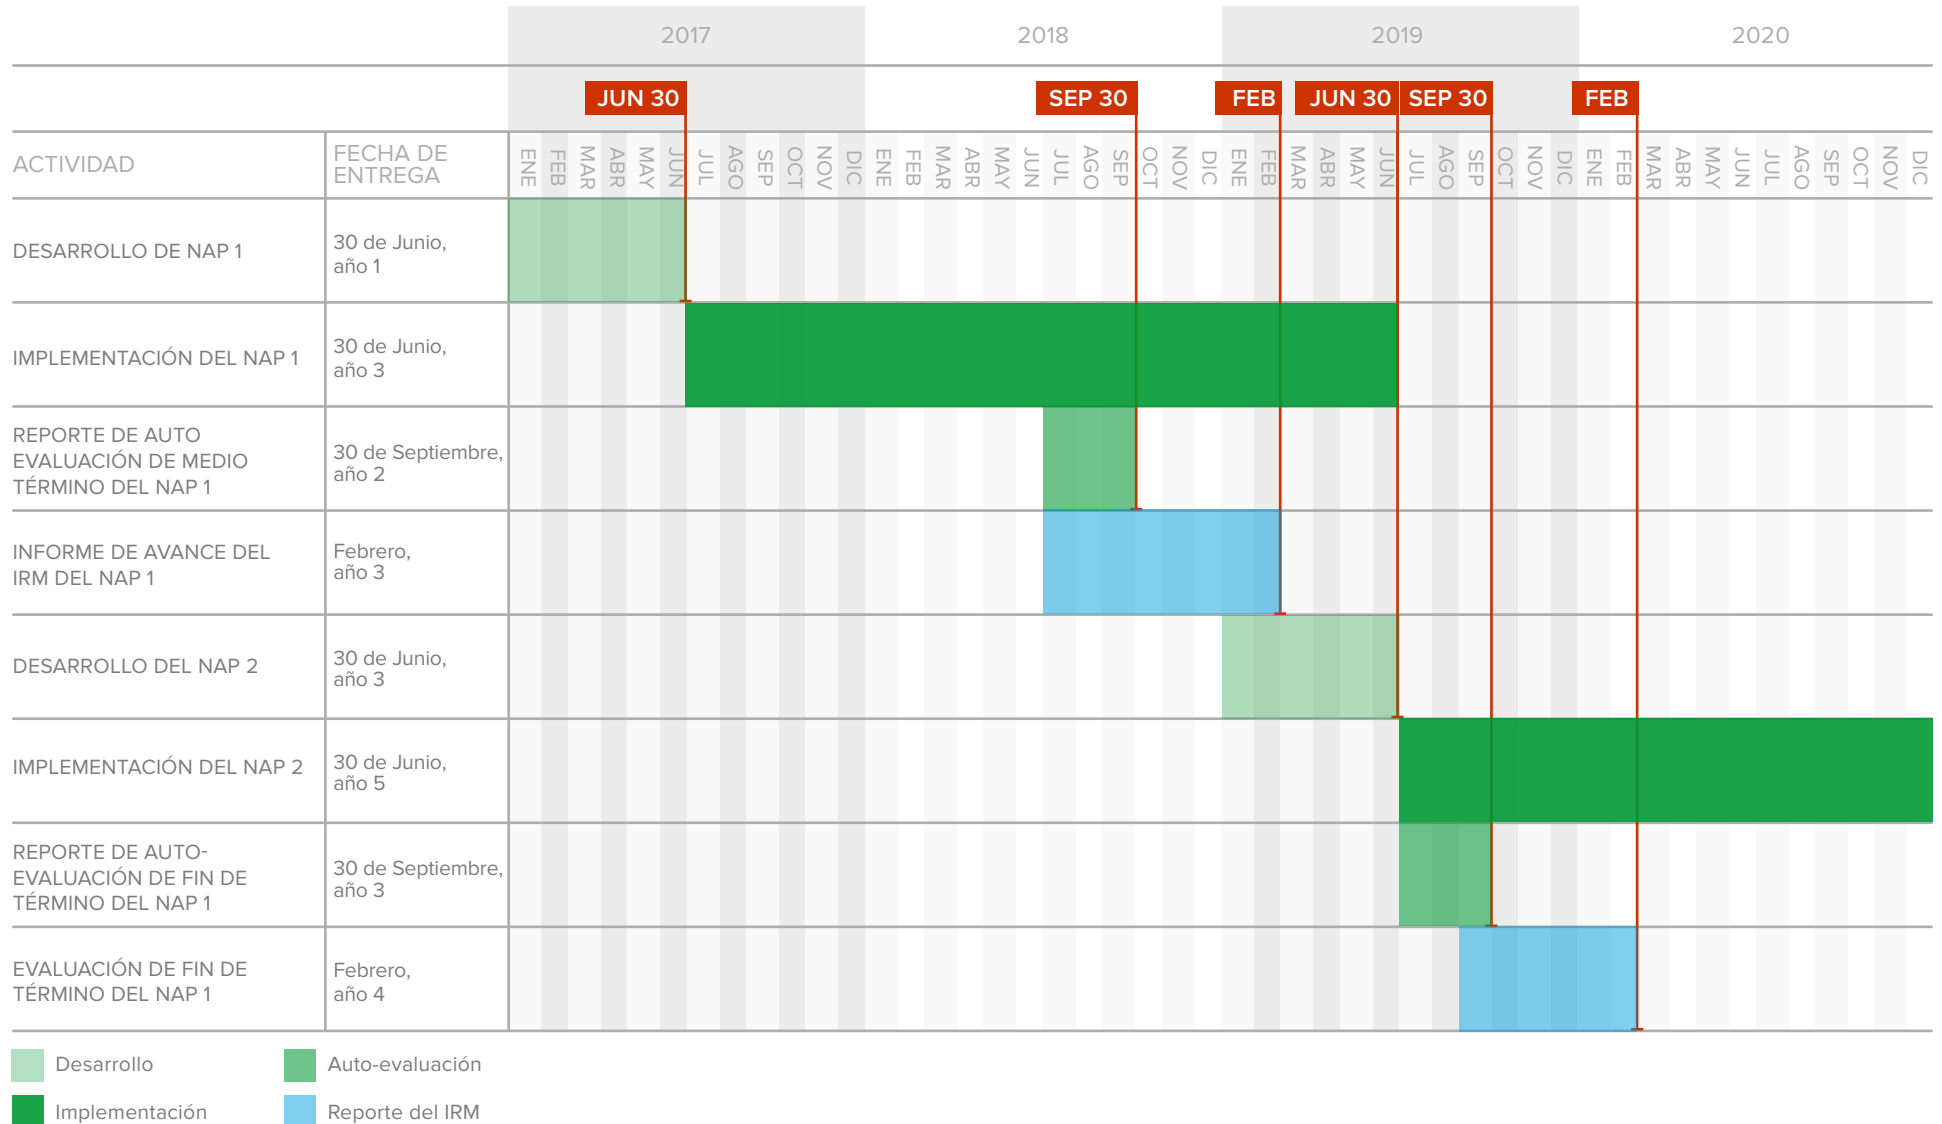 2017 2018 2019 2020
JUN 30 SEP 30 FEB JUN 30 SEP 30 FEB
ACTIVIDAD
FECHA DE
ENTREGA
ENE FEB MAR ABR MAY JUN JUL AGO SEP OCT NOV DIC ENE FEB MAR ABR MAY JUN JUL AGO SEP OCT NOV DIC ENE FEB MAR ABR MAY JUN JUL AGO SEP OCT NOV DIC ENE FEB MAR ABR MAY JUN JUL AGO SEP OCT NOV DIC
DESARROLLO DE NAP 1
30 de Junio,
año 1
IMPLEMENTACIÓN DEL NAP 1
30 de Junio,
año 3
REPORTE DE AUTO
EVALUACIÓN DE MEDIO
TÉRMINO DEL NAP 1
30 de Septiembre,
año 2
INFORME DE AVANCE DEL
IRM DEL NAP 1
Febrero,
año 3
DESARROLLO DEL NAP 2
30 de Junio,
año 3
IMPLEMENTACIÓN DEL NAP 2
30 de Junio,
año 5
REPORTE DE AUTO-
EVALUACIÓN DE FIN DE
TÉRMINO DEL NAP 1
30 de Septiembre,
año 3
EVALUACIÓN DE FIN DE
TÉRMINO DEL NAP 1
Febrero,
año 4
Desarrollo
Auto-evaluación
Implementación
Reporte del IRM